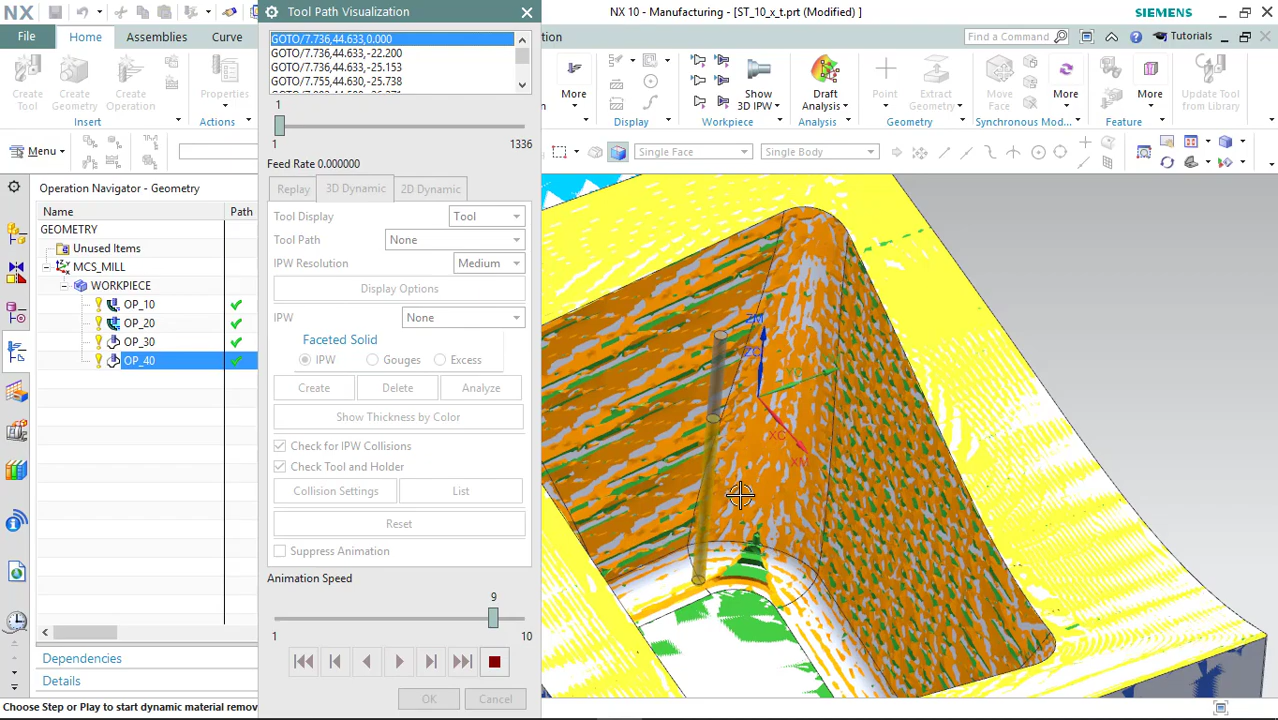 NX
Window
NX 10 - Manufacturing - [ST_10_x_t.prt (Modified) ]
SIEMENS
Tool Path Visualization
File
Home
Assemblies
Curve
Find a Command
Tutorials
Create Tool
Create Geometry
Create Operation
Properties
More
Show 3D IPW
Draft Analysis
Point
Extract Geometry
Move Face
More
More
Update Tool from Library
Insert
Actions
Display
Workpiece
Analysis
Geometry
Synchronous Mod...
Feature
Menu
Single Face
Single Body
Operation Navigator - Geometry
Name
Path
GEOMETRY
Unused Items
MCS_MILL
WORKPIECE
OP_10
OP_20
OP_30
OP_40
Dependencies
Details
GOTO/7.736,44.633,0.000
GOTO/7.736,44.633,-22.200
GOTO/7.736,44.633,-25.153
GOTO/7.755,44.630,-25.738
1
1
1336
Feed Rate 0.000000
Replay
3D Dynamic
2D Dynamic
Tool Display
Tool
Tool Path
None
IPW Resolution
Medium
Display Options
IPW
None
Faceted Solid
IPW
Gouges
Excess
Create
Delete
Analyze
Show Thickness by Color
Check for IPW Collisions
Check Tool and Holder
Collision Settings
List
Reset
Suppress Animation
Animation Speed
9
1
10
OK
Cancel
ZM
ZC
YC
XC
XM
Choose Step or Play to start dynamic material remov